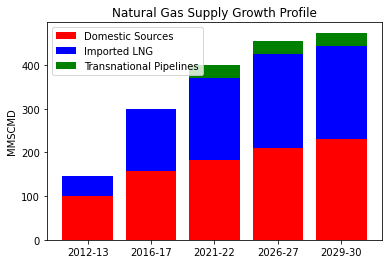 Natural Gas Supply Growth Profile
Domestic Sources
Imported LNG
Transnational Pipelines
MMSCMD
400
300
200
100
0
2012-13 2016-17 2021-22 2026-27 2029-30